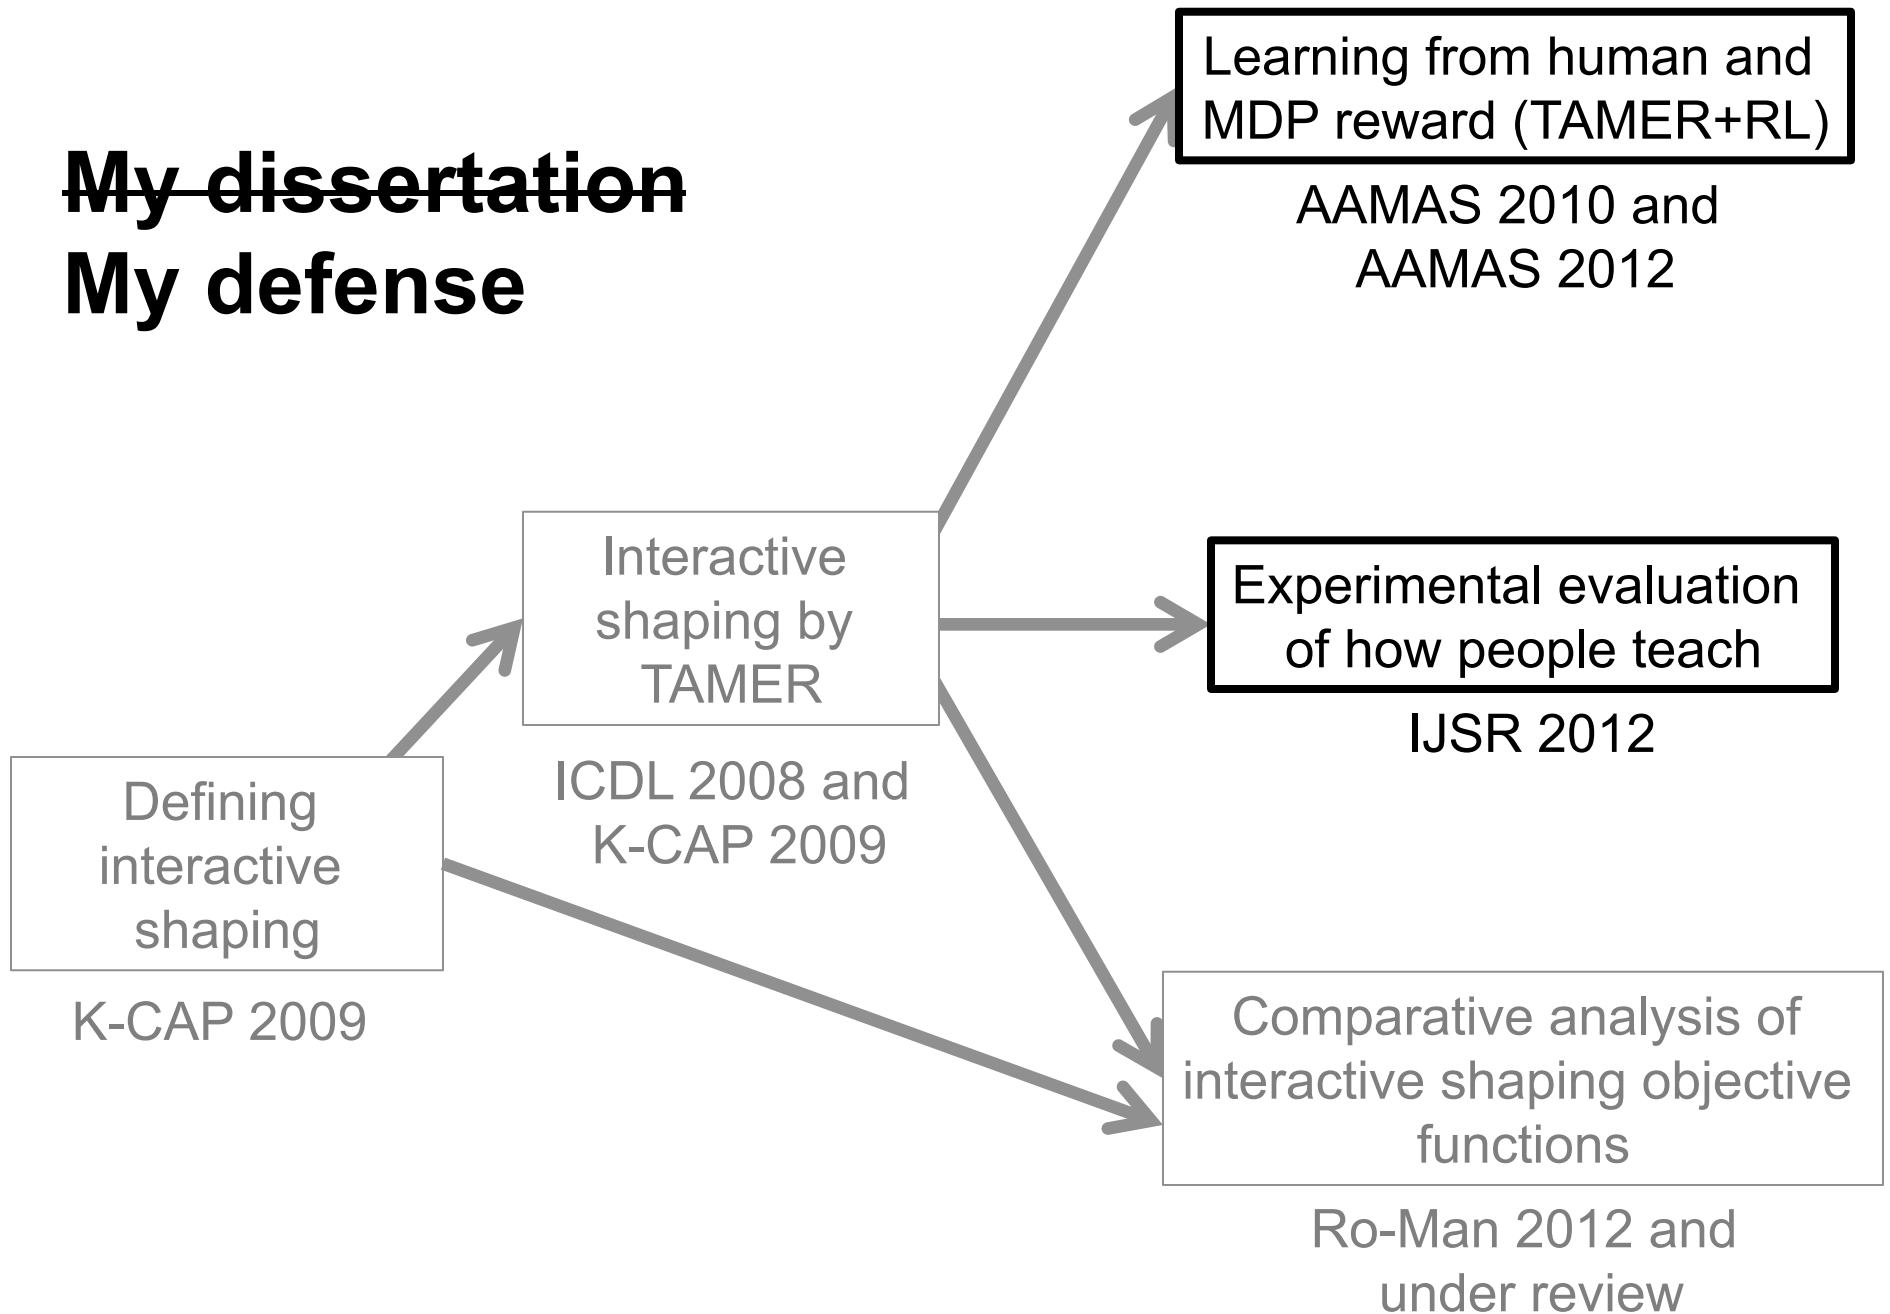 My dissertation
My defense
Learning from human and
MDP reward (TAMER+RL)
AAMAS 2010 and
AAMAS 2012
Interactive
shaping by
TAMER
ICDL 2008 and
K-CAP 2009
Experimental evaluation
of how people teach
IJSR 2012
Defining
interactive
shaping
K-CAP 2009
Comparative analysis of
interactive shaping objective
functions
Ro-Man 2012 and
under review